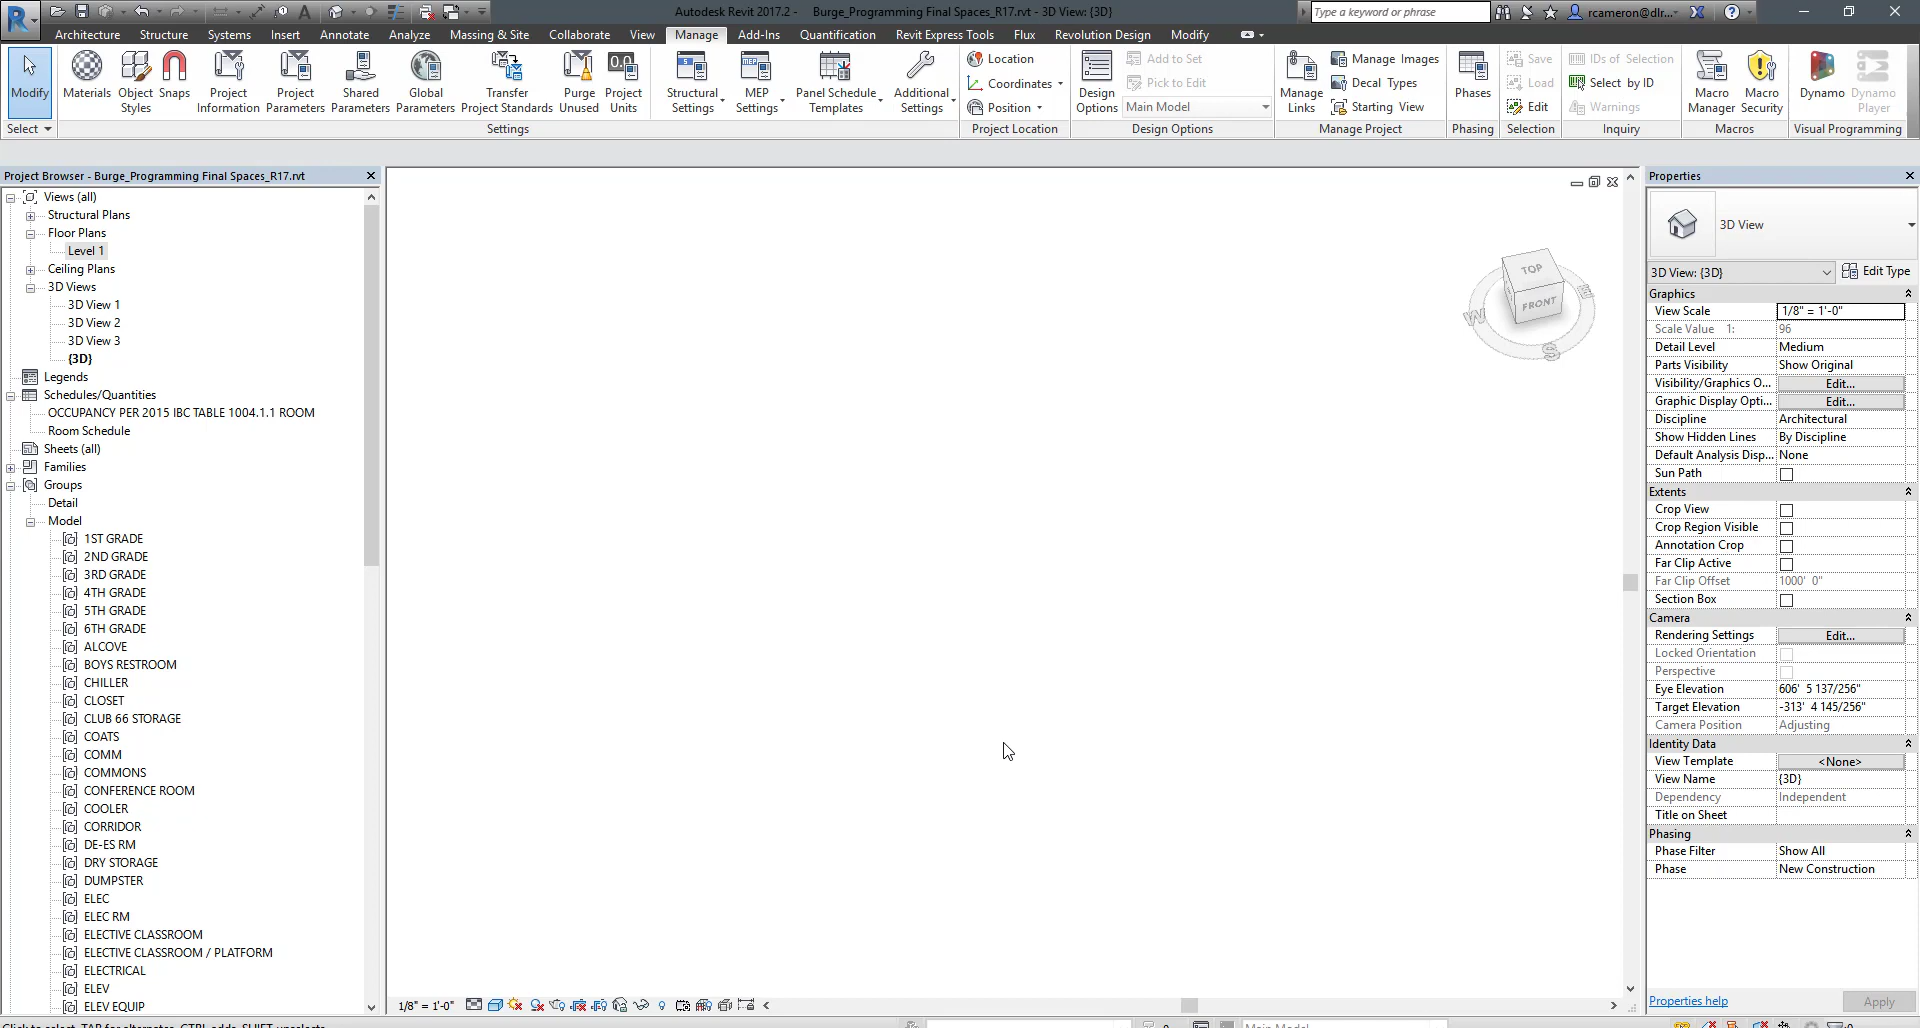 Autodesk Revit 2017.2 - Burge_Programming Final Spaces_R17.rvt - 3D View: {3D}
Type a keyword or phrase
rcameron@dlr...
Architecture Structure Systems Insert Annotate Analyze Massing & Site Collaborate View Manage Add-Ins Quantification Revit Express Tools Flux Revolution Design Modify
Modify
Materials
Object Styles
Snaps
Project Information
Project Parameters
Shared Parameters
Global Parameters
Transfer Project Standards
Purge Unused
Project Units
Structural Settings
MEP Settings
Panel Schedule Templates
Additional Settings
Location
Coordinates
Position
Design Options
Add to Set
Pick to Edit
Main Model
Manage Links
Manage Images
Decal Types
Starting View
Phases
Save
Load
Edit
IDs of Selection
Select by ID
Warnings
Macro Manager
Macro Security
Dynamo
Dynamo Player
Select Settings Project Location Design Options Manage Project Phasing Selection Inquiry Macros Visual Programming
Project Browser - Burge_Programming Final Spaces_R17.rvt
Views (all)
Structural Plans
Floor Plans
Level 1
Ceiling Plans
3D Views
3D View 1
3D View 2
3D View 3
{3D}
Legends
Schedules/Quantities
OCCUPANCY PER 2015 IBC TABLE 1004.1.1 ROOM
Room Schedule
Sheets (all)
Families
Groups
Detail
Model
1ST GRADE
2ND GRADE
3RD GRADE
4TH GRADE
5TH GRADE
6TH GRADE
ALCOVE
BOYS RESTROOM
CHILLER
CLOSET
CLUB 66 STORAGE
COATS
COMM
COMMONS
CONFERENCE ROOM
COOLER
CORRIDOR
DE-ES RM
DRY STORAGE
DUMPSTER
ELEC
ELEC RM
ELECTIVE CLASSROOM
ELECTIVE CLASSROOM / PLATFORM
ELECTRICAL
ELEV
ELEV EQUIP
TOP
FRONT
W
S
E
1/8" = 1'-0"
Properties
3D View
3D View: {3D} Edit Type
Graphics
View Scale 1/8" = 1'-0"
Scale Value 1: 96
Detail Level Medium
Parts Visibility Show Original
Visibility/Graphics O... Edit...
Graphic Display Opti... Edit...
Discipline Architectural
Show Hidden Lines By Discipline
Default Analysis Disp... None
Sun Path
Extents
Crop View
Crop Region Visible
Annotation Crop
Far Clip Active
Far Clip Offset 1000' 0"
Section Box
Camera
Rendering Settings Edit...
Locked Orientation
Perspective
Eye Elevation 606' 5 137/256"
Target Elevation -313' 4 145/256"
Camera Position Adjusting
Identity Data
View Template <None>
View Name {3D}
Dependency Independent
Title on Sheet
Phasing
Phase Filter Show All
Phase New Construction
Properties help Apply
Click to select, TAB for alternates, CTRL adds, SHIFT unselects.
Main Model